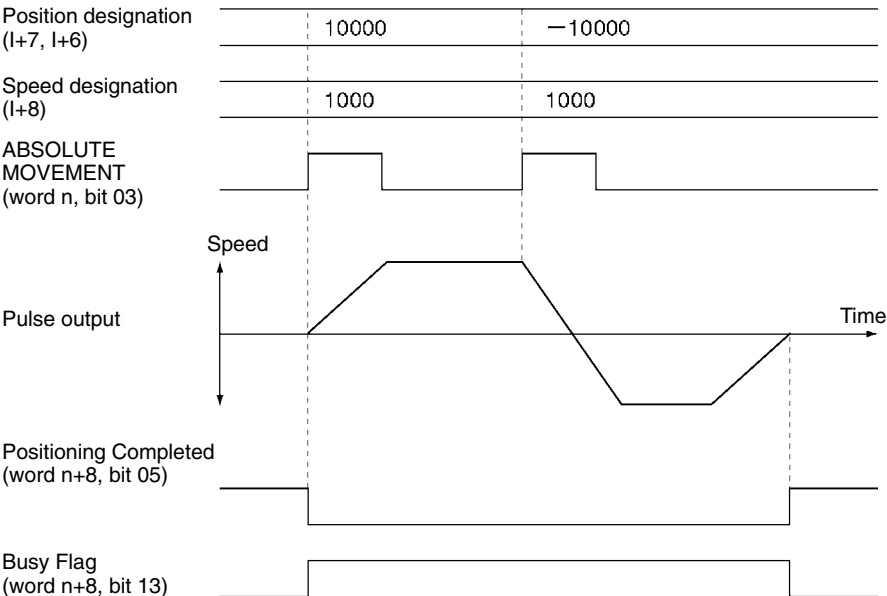 Position designation
(I+7, I+6)
10000
−10000
Speed designation
(I+8)
1000
1000
ABSOLUTE
MOVEMENT
(word n, bit 03)
Speed
Pulse output
Time
Positioning Completed
(word n+8, bit 05)
Busy Flag
(word n+8, bit 13)